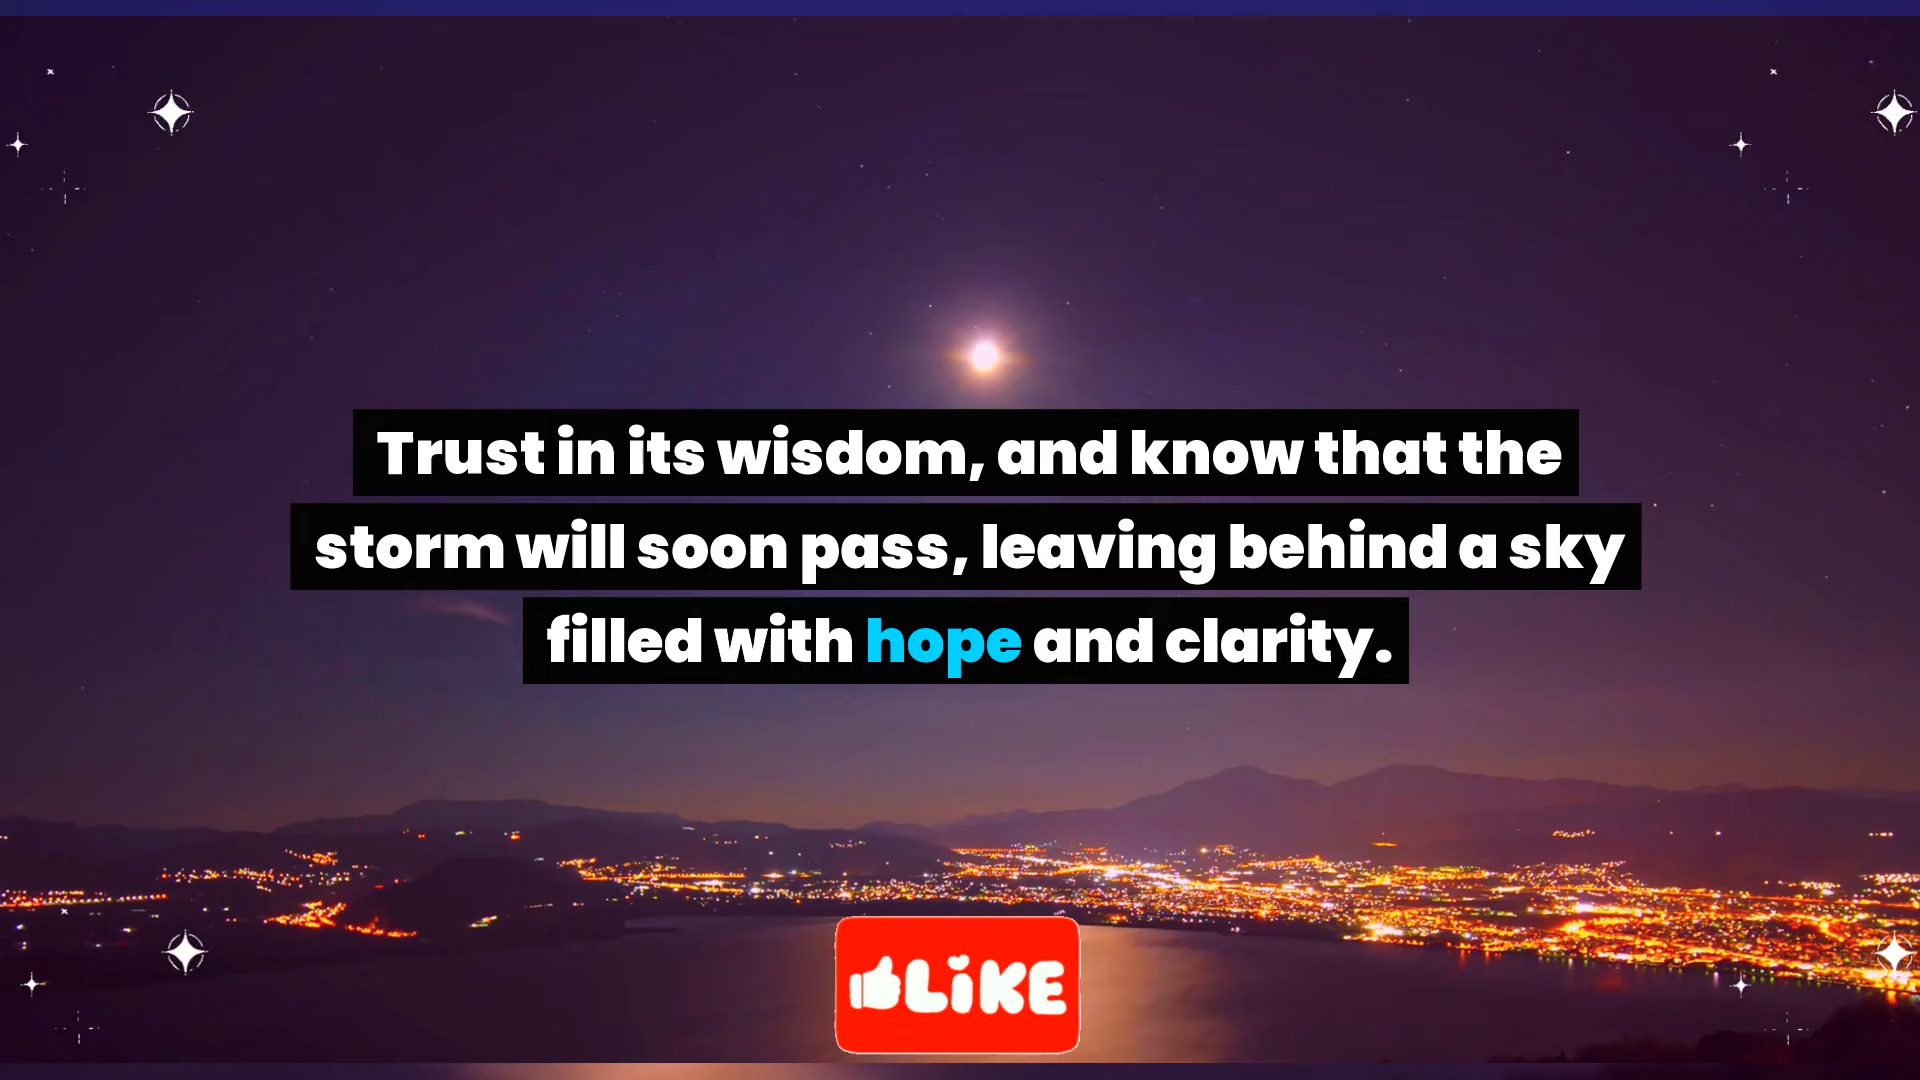 Trust in its wisdom, and know that the
storm will soon pass, leaving behind a sky
filled with hope and clarity.
LiKE